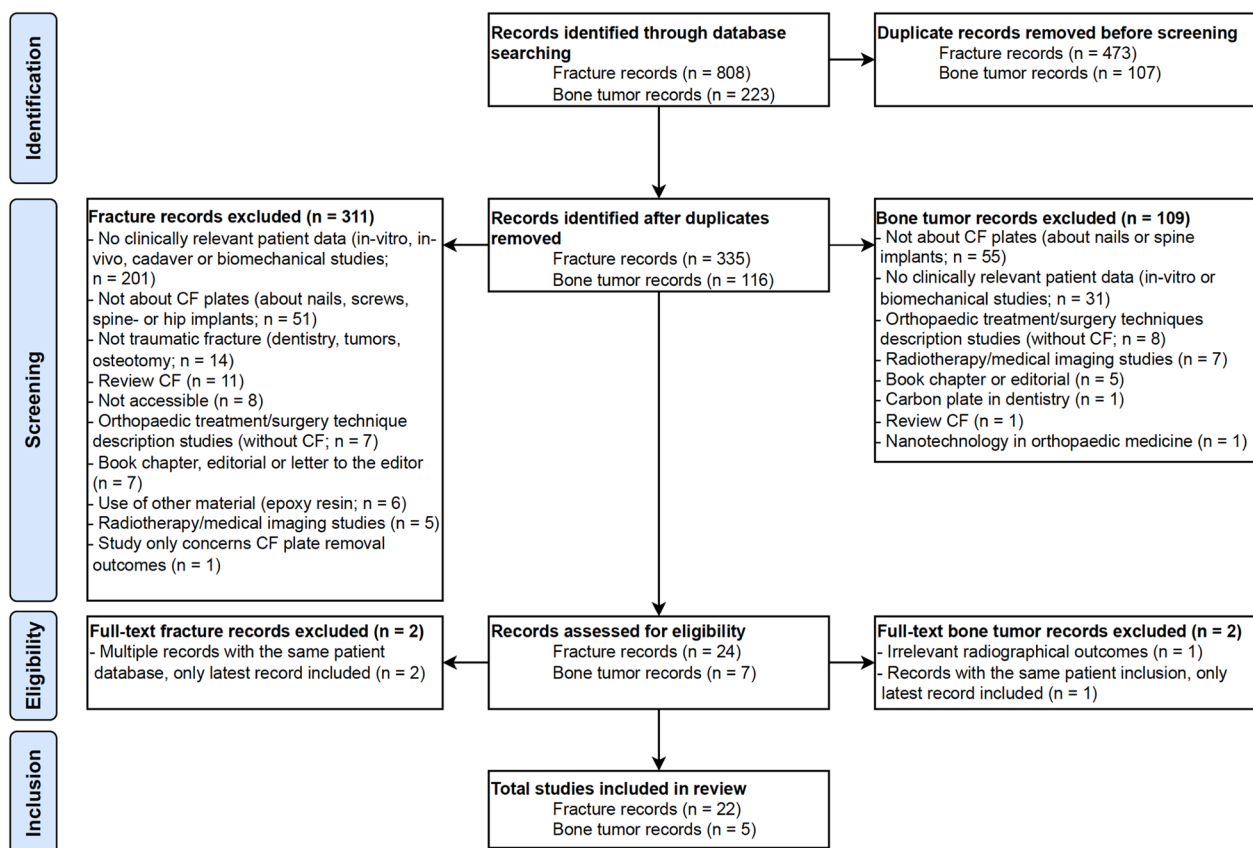 Identification
Records identified through database
searching
Fracture records (n = 808)
Bone tumor records (n = 223)
Duplicate records removed before screening
Fracture records (n = 473)
Bone tumor records (n = 107)
Screening
Fracture records excluded (n = 311)
- No clinically relevant patient data (in-vitro, in-
vivo, cadaver or biomechanical studies;
n = 201)
- Not about CF plates (about nails, screws,
spine- or hip implants; n = 51)
- Not traumatic fracture (dentistry, tumors,
osteotomy; n = 14)
- Review CF (n = 11)
- Not accessible (n = 8)
- Orthopaedic treatment/surgery technique
description studies (without CF; n = 7)
- Book chapter, editorial or letter to the editor
(n = 7)
- Use of other material (epoxy resin; n = 6)
- Radiotherapy/medical imaging studies (n = 5)
- Study only concerns CF plate removal
outcomes (n = 1)
Records identified after duplicates
removed
Fracture records (n = 335)
Bone tumor records (n = 116)
Bone tumor records excluded (n = 109)
- Not about CF plates (about nails or spine
implants; n = 55)
- No clinically relevant patient data (in-vitro or
biomechanical studies; n = 31)
- Orthopaedic treatment/surgery techniques
description studies (without CF; n = 8)
- Radiotherapy/medical imaging studies (n = 7)
- Book chapter or editorial (n = 5)
- Carbon plate in dentistry (n = 1)
- Review CF (n = 1)
- Nanotechnology in orthopaedic medicine (n = 1)
Eligibility
Full-text fracture records excluded (n = 2)
- Multiple records with the same patient
database, only latest record included (n = 2)
Records assessed for eligibility
Fracture records (n = 24)
Bone tumor records (n = 7)
Full-text bone tumor records excluded (n = 2)
- Irrelevant radiographical outcomes (n = 1)
- Records with the same patient inclusion, only
latest record included (n = 1)
Inclusion
Total studies included in review
Fracture records (n = 22)
Bone tumor records (n = 5)